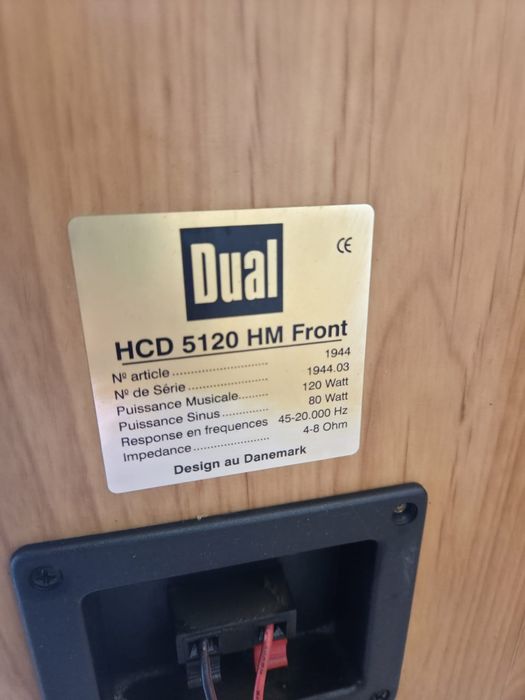 Dual
CE
HCD 5120 HM Front
Nº article .................. 1944
Nº de Série ............... 1944.03
Puissance Musicale....... 120 Watt
Puissance Sinus ........... 80 Watt
Response en frequences 45-20.000 Hz
Impedance ................ 4-8 Ohm
Design au Danemark